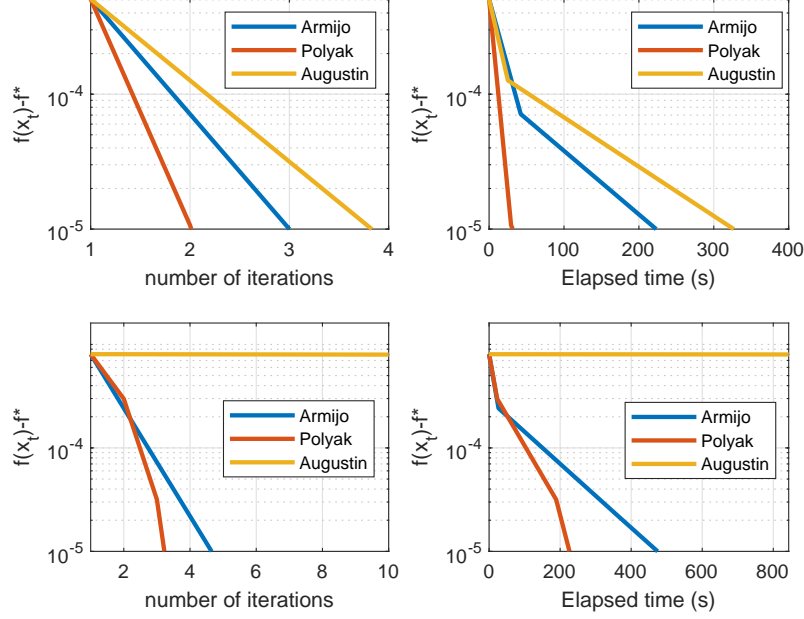 Armijo
Polyak
Augustin
f(x_t)-f*
10^-4
10^-5
1 2 3 4
number of iterations
Armijo
Polyak
Augustin
f(x_t)-f*
10^-4
10^-5
0 100 200 300 400
Elapsed time (s)
Armijo
Polyak
Augustin
f(x_t)-f*
10^-4
10^-5
2 4 6 8 10
number of iterations
Armijo
Polyak
Augustin
f(x_t)-f*
10^-4
10^-5
0 200 400 600 800
Elapsed time (s)